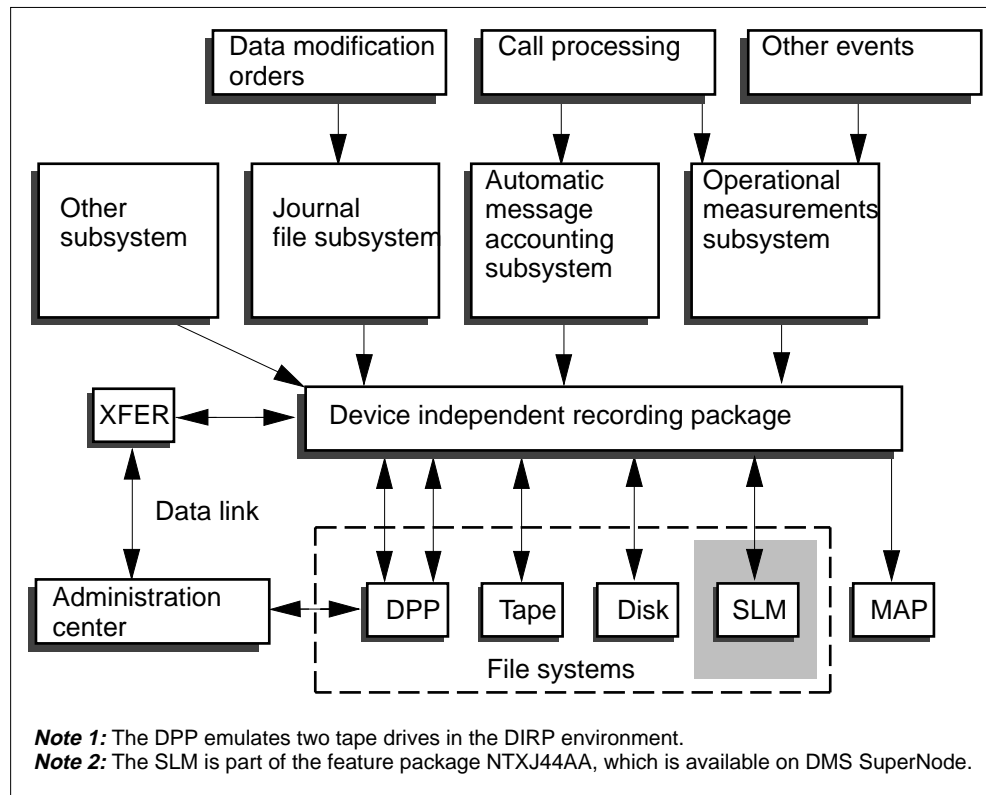 Data modification
orders
Call processing
Other events
Other
subsystem
Journal
file subsystem
Automatic
message
accounting
subsystem
Operational
measurements
subsystem
XFER
Device independent recording package
Data link
Administration
center
DPP
Tape
Disk
SLM
MAP
File systems
Note 1: The DPP emulates two tape drives in the DIRP environment.
Note 2: The SLM is part of the feature package NTXJ44AA, which is available on DMS SuperNode.